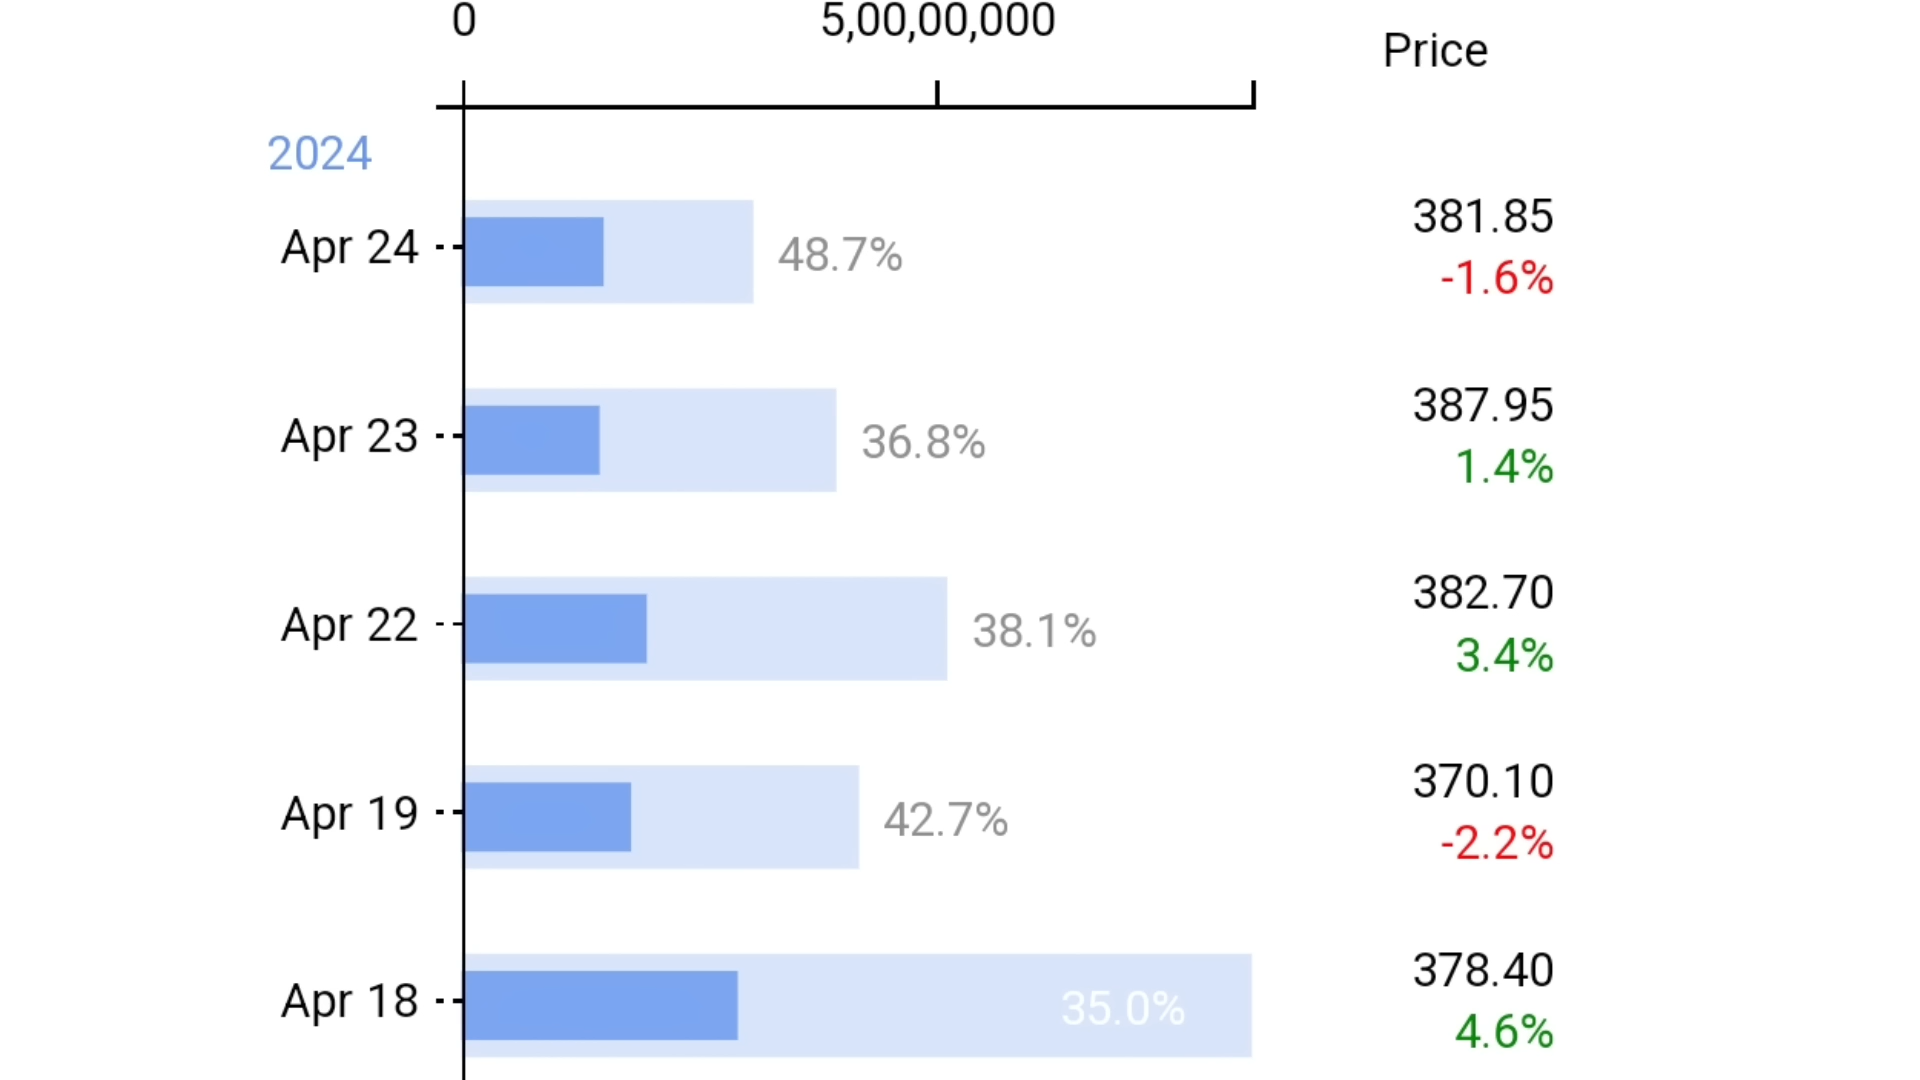 0 5,00,00,000
Price
2024
Apr 24 48.7% 381.85
-1.6%
Apr 23 36.8% 387.95
1.4%
Apr 22 38.1% 382.70
3.4%
Apr 19 42.7% 370.10
-2.2%
Apr 18 35.0% 378.40
4.6%